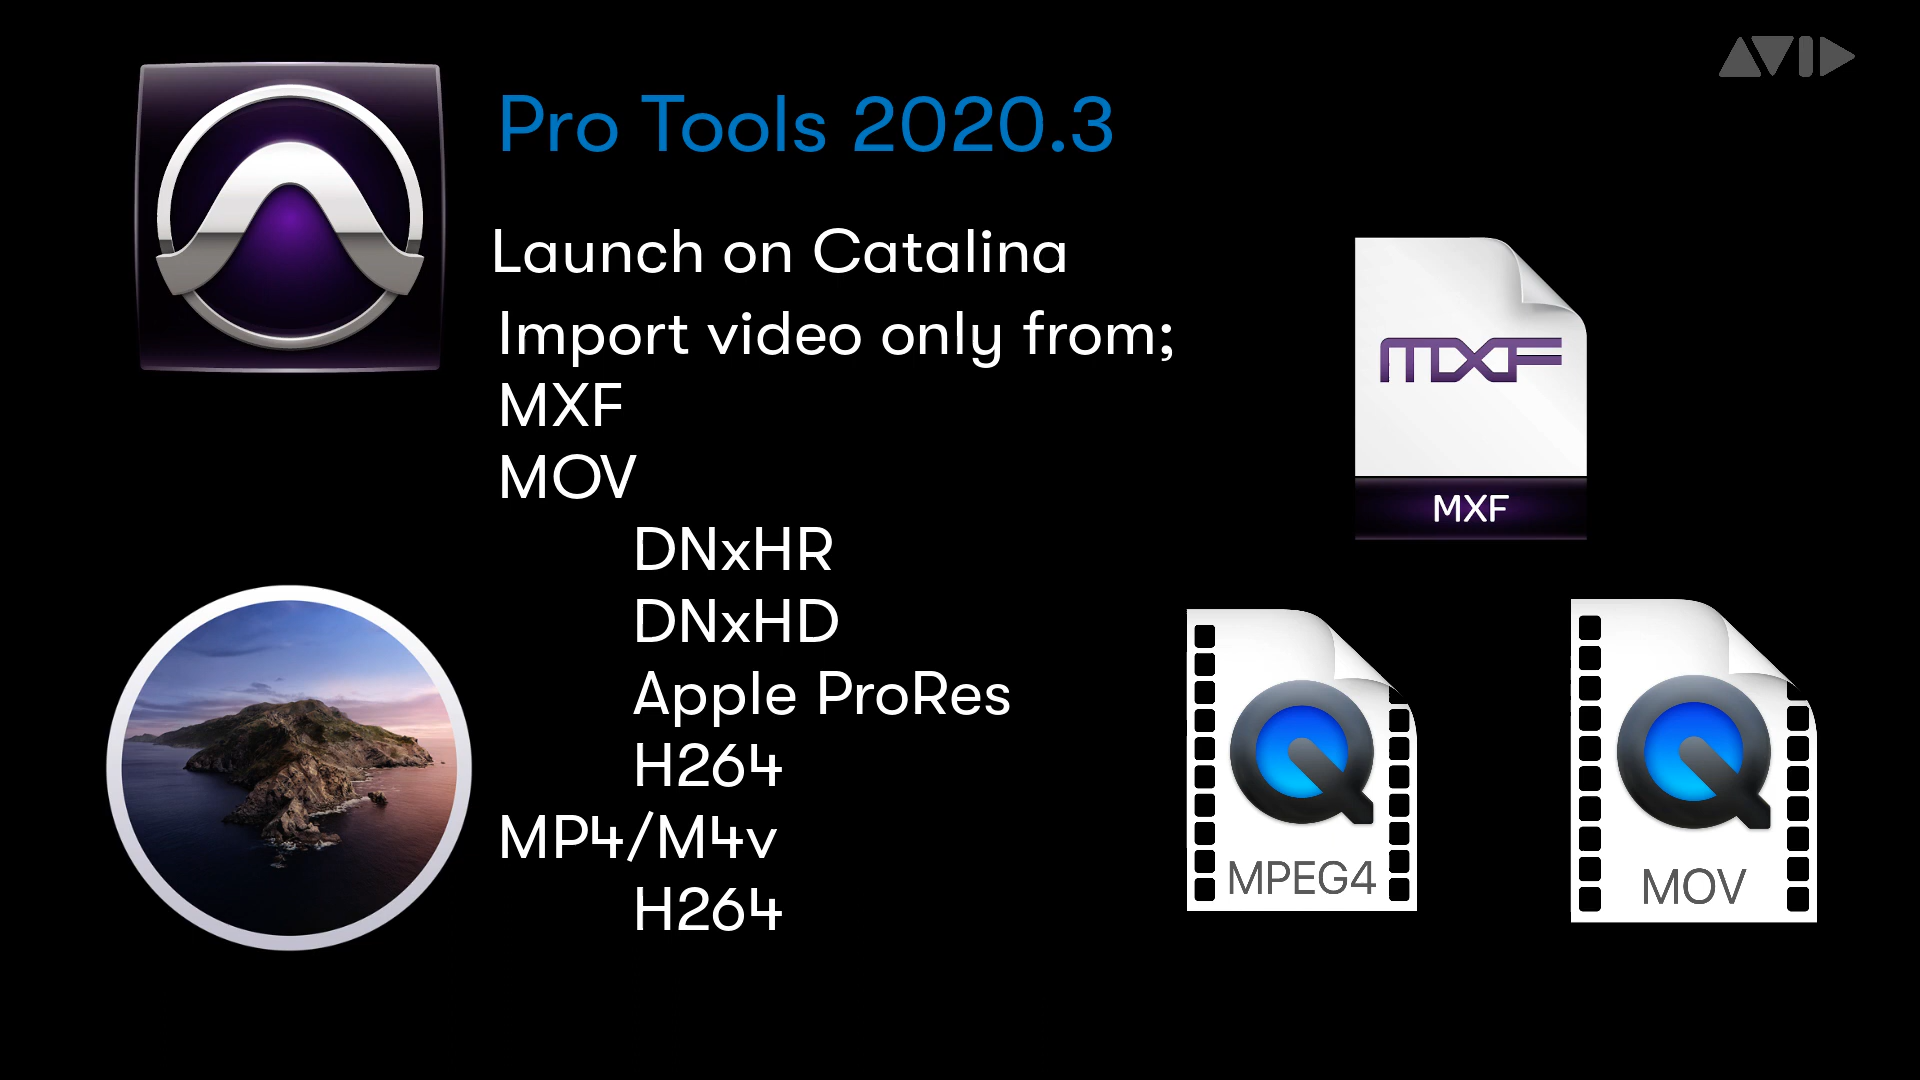 AVID
Pro Tools 2020.3
Launch on Catalina
Import video only from;
MXF
MOV
DNxHR
DNxHD
Apple ProRes
H264
MP4/M4v
H264
MXF
MXF
MPEG4
MOV